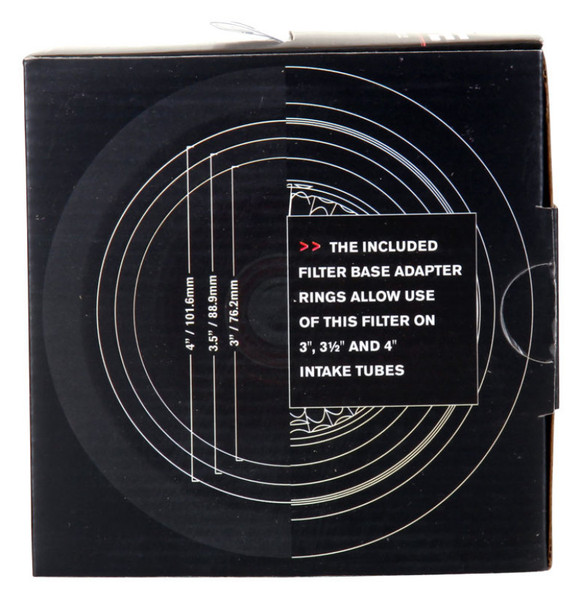 >> THE INCLUDED
FILTER BASE ADAPTER
RINGS ALLOW USE
OF THIS FILTER ON
3", 3½" AND 4"
INTAKE TUBES
4" / 101.6mm
3.5" / 88.9mm
3" / 76.2mm